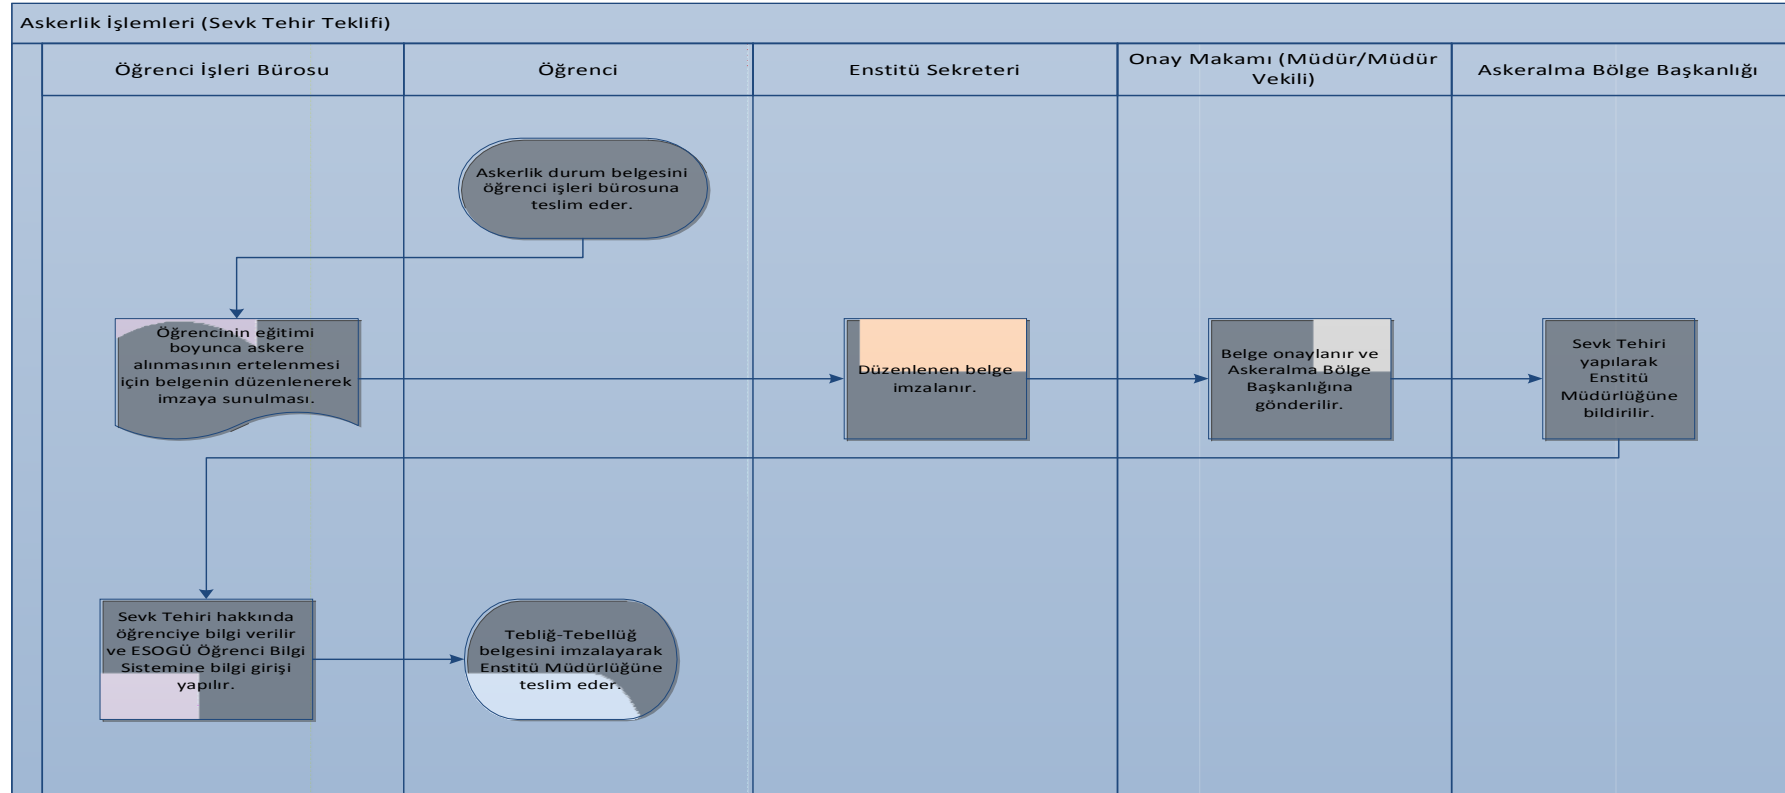 Askerlik İşlemleri (Sevk Tehir Teklifi)
Öğrenci İşleri Bürosu
Öğrenci
Enstitü Sekreteri
Onay Makamı (Müdür/Müdür
Vekili)
Askeralma Bölge Başkanlığı
Askerlik durum belgesini
öğrenci işleri bürosuna
teslim eder.
Öğrencinin eğitimi
boyunca askere
alınmasının ertelenmesi
için belgenin düzenlenerek
imzaya sunulması.
Düzenlenen belge
imzalanır.
Belge onaylanır ve
Askeralma Bölge
Başkanlığına
gönderilir.
Sevk Tehiri
yapılarak
Enstitü
Müdürlüğüne
bildirilir.
Sevk Tehiri hakkında
öğrenciye bilgi verilir
ve ESOGÜ Öğrenci Bilgi
Sistemine bilgi girişi
yapılır.
Tebliğ-Tebellüğ
belgesini imzalayarak
Enstitü Müdürlüğüne
teslim eder.